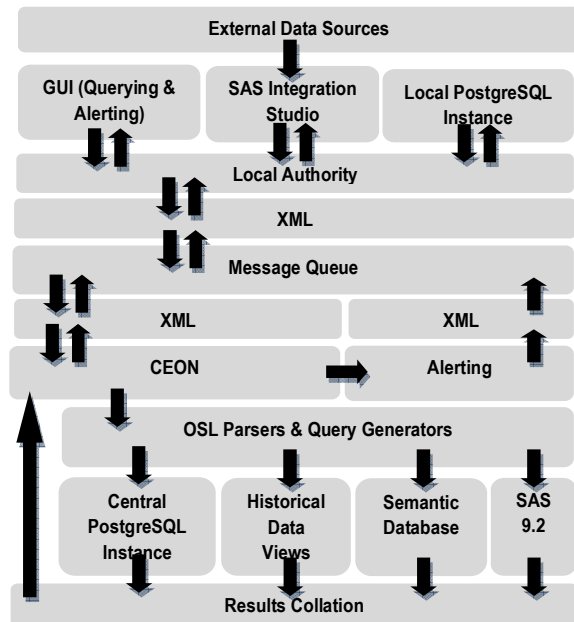 External Data Sources
GUI (Querying &
Alerting)
SAS Integration
Studio
Local PostgreSQL
Instance
Local Authority
XML
Message Queue
XML
XML
CEON
Alerting
OSL Parsers & Query Generators
Central
PostgreSQL
Instance
Historical
Data
Views
Semantic
Database
SAS
9.2
Results Collation